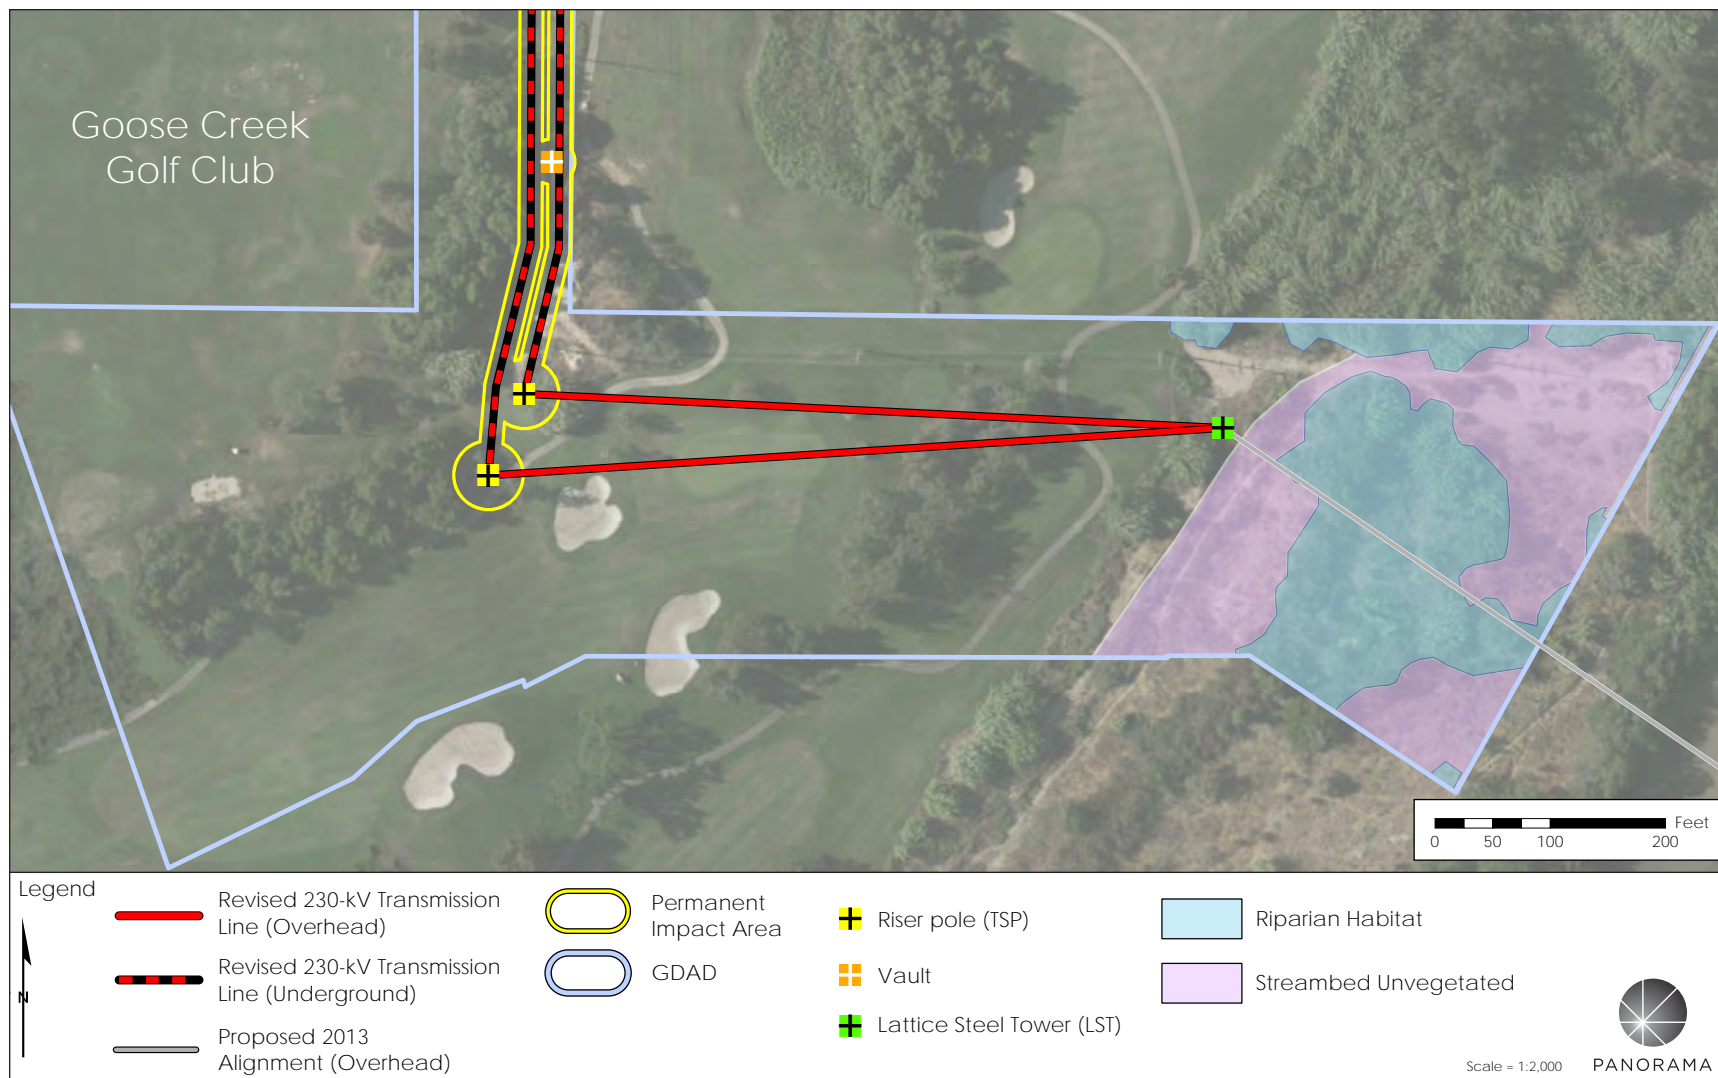 Goose Creek
Golf Club
Feet
0 50 100 200
Legend
N
Revised 230-kV Transmission
Line (Overhead)
Revised 230-kV Transmission
Line (Underground)
Proposed 2013
Alignment (Overhead)
Permanent
Impact Area
GDAD
Riser pole (TSP)
Vault
Lattice Steel Tower (LST)
Riparian Habitat
Streambed Unvegetated
Scale = 1:2,000
PANORAMA